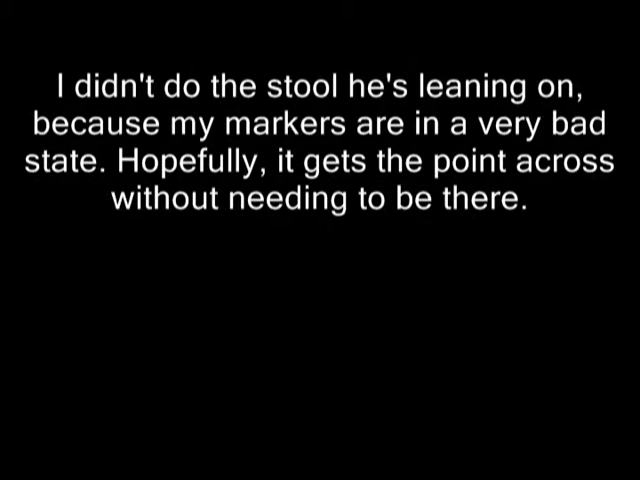 I didn't do the stool he's leaning on,
because my markers are in a very bad
state. Hopefully, it gets the point across
without needing to be there.